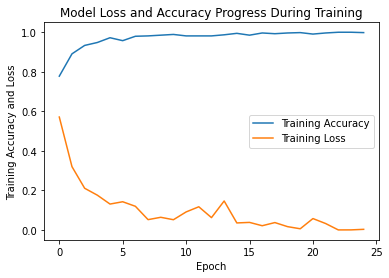 Model Loss and Accuracy Progress During Training
Training Accuracy and Loss
1.0
0.8
0.6
0.4
0.2
0.0
Training Accuracy
Training Loss
0 5 10 15 20 25
Epoch